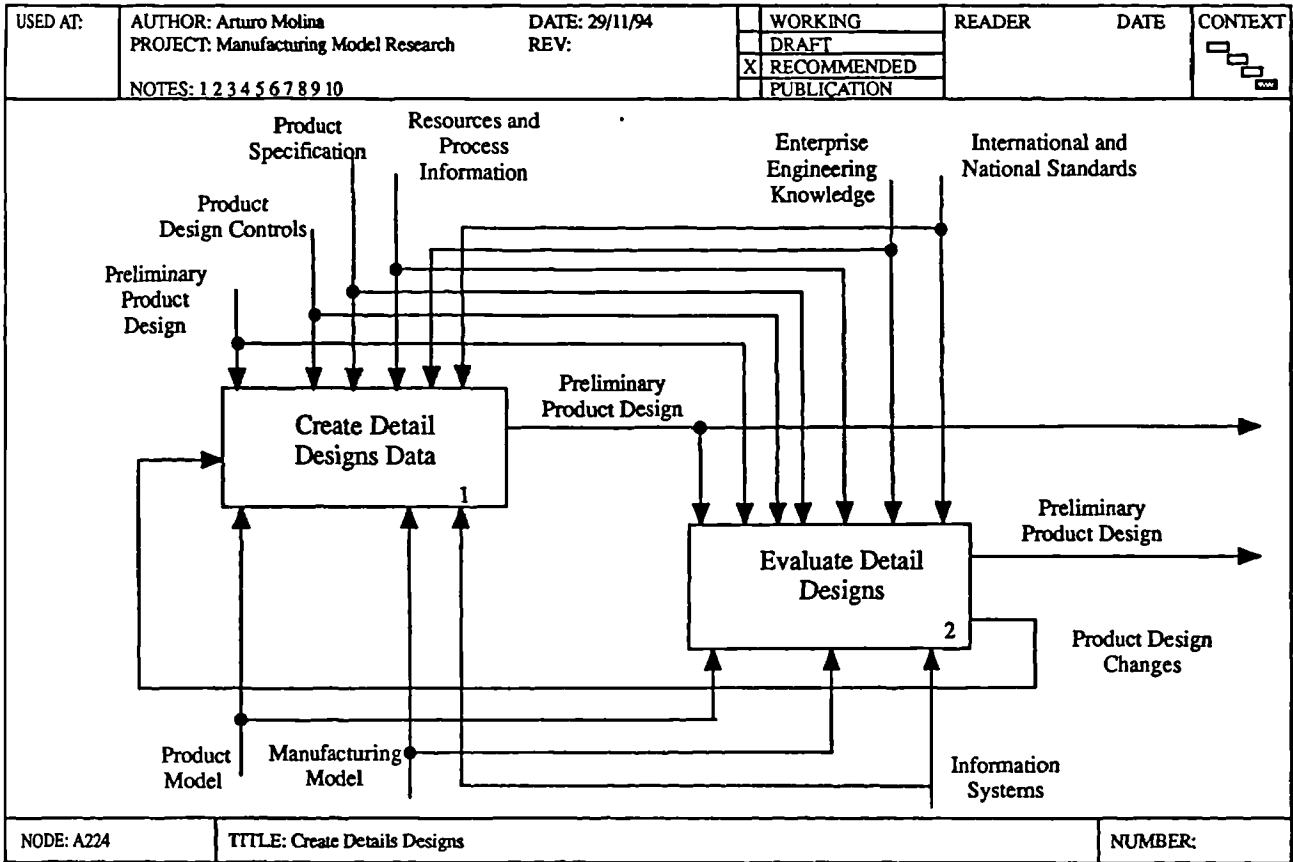 USED AT:
AUTHOR: Arturo Molina
DATE: 29/11/94
PROJECT: Manufacturing Model Research
REV:
NOTES: 1 2 3 4 5 6 7 8 9 10
WORKING
DRAFT
X RECOMMENDED
PUBLICATION
READER
DATE
CONTEXT
Product
Specification
Resources and
Process
Information
Enterprise
Engineering
Knowledge
International and
National Standards
Product
Design Controls
Preliminary
Product
Design
Create Detail
Designs Data
1
Preliminary
Product Design
Evaluate Detail
Designs
2
Preliminary
Product Design
Product Design
Changes
Product
Model
Manufacturing
Model
Information
Systems
NODE: A224
TITLE: Create Details Designs
NUMBER: